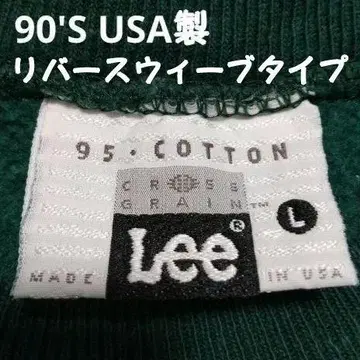 90'S USA製
リバースウィーブタイプ
95・COTTON
CROSS
GRAIN™
L
Lee®
MADE IN USA